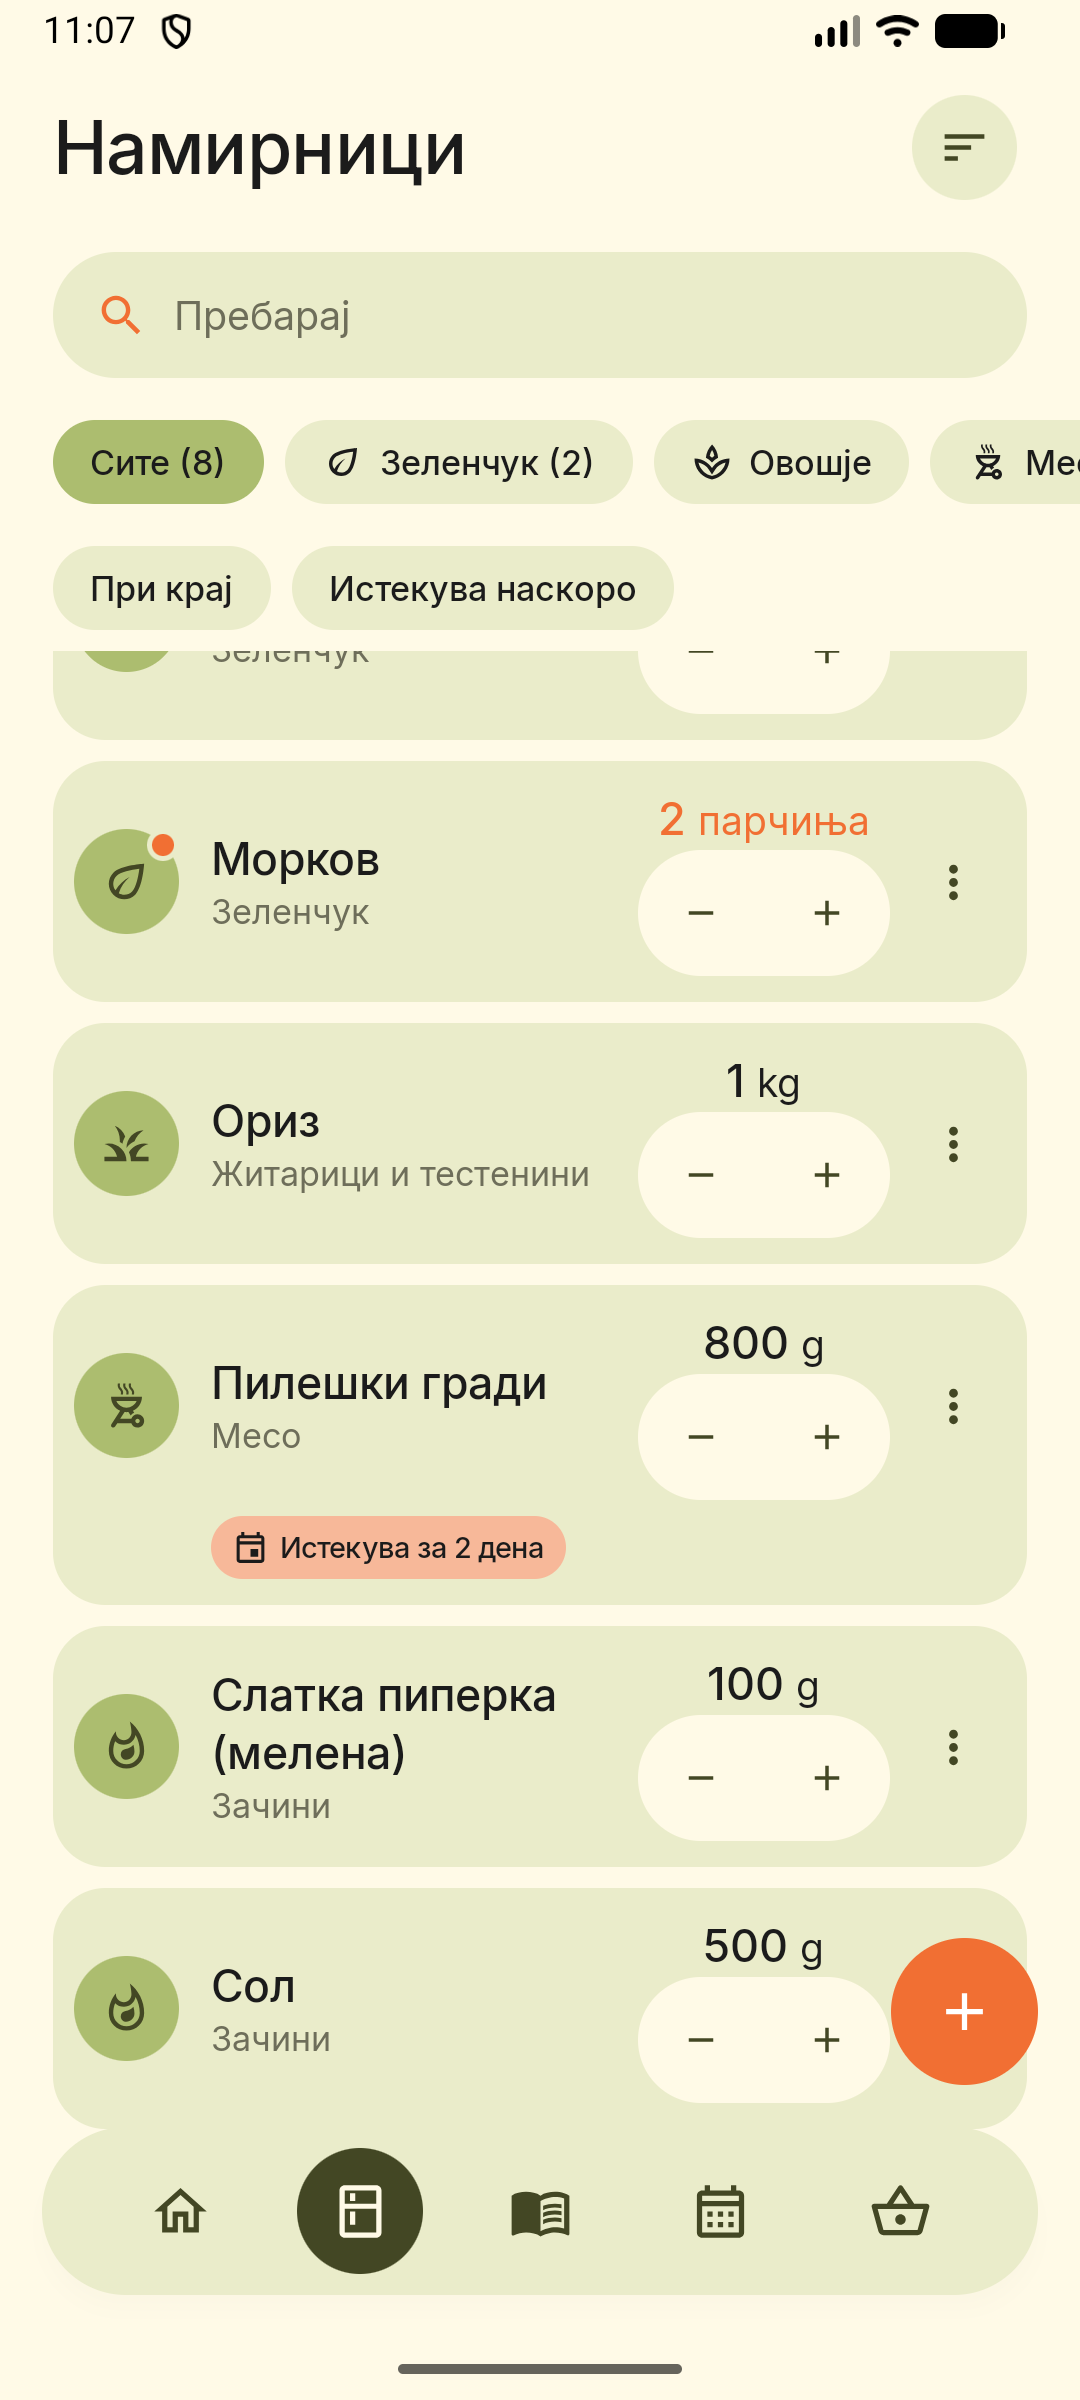 11:07
Намирници
Пребарај
Сите (8)
Зеленчук (2)
Овошје
При крај
Истекува наскоро
Зеленчук
Морков
Зеленчук
2 парчиња
Ориз
Житарици и тестенини
1 kg
Пилешки гради
Месо
800 g
Истекува за 2 дена
Слатка пиперка
(мелена)
Зачини
100 g
Сол
Зачини
500 g